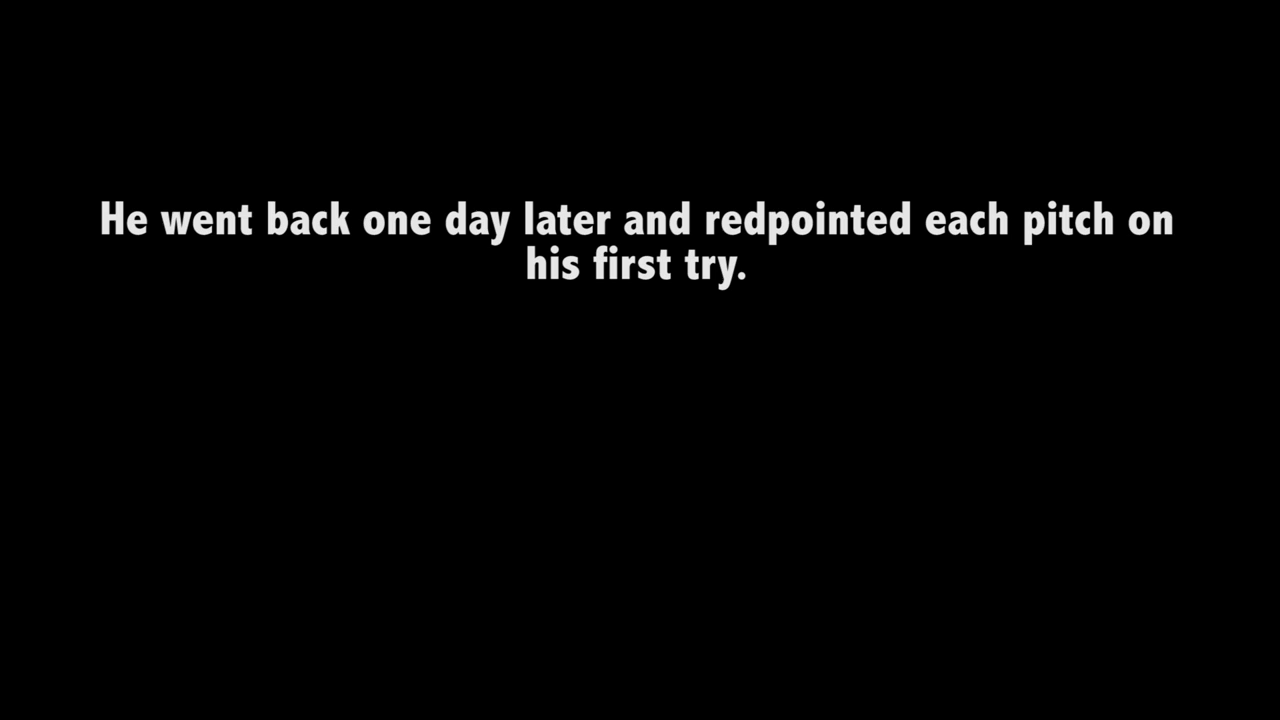 He went back one day later and redpointed each pitch on
his first try.